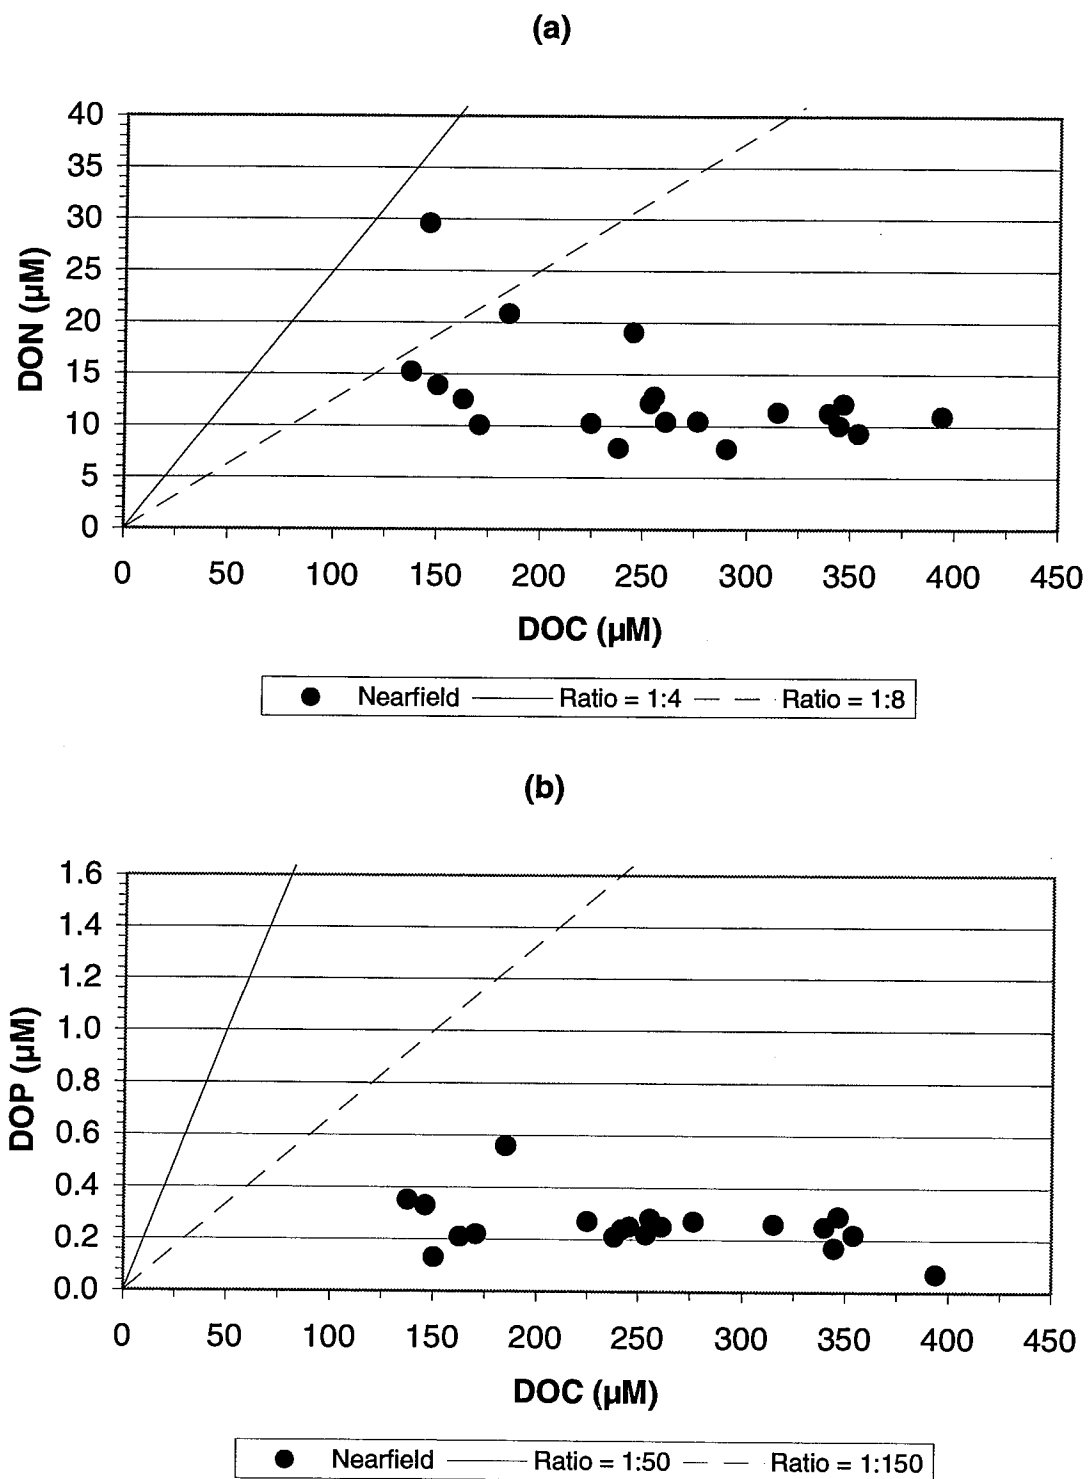 (a)
40
35
30
25
20
15
10
5
0
DON (µM)
0 50 100 150 200 250 300 350 400 450
DOC (µM)
Nearfield Ratio = 1:4 Ratio = 1:8
(b)
1.6
1.4
1.2
1.0
0.8
0.6
0.4
0.2
0.0
DOP (µM)
0 50 100 150 200 250 300 350 400 450
DOC (µM)
Nearfield Ratio = 1:50 Ratio = 1:150